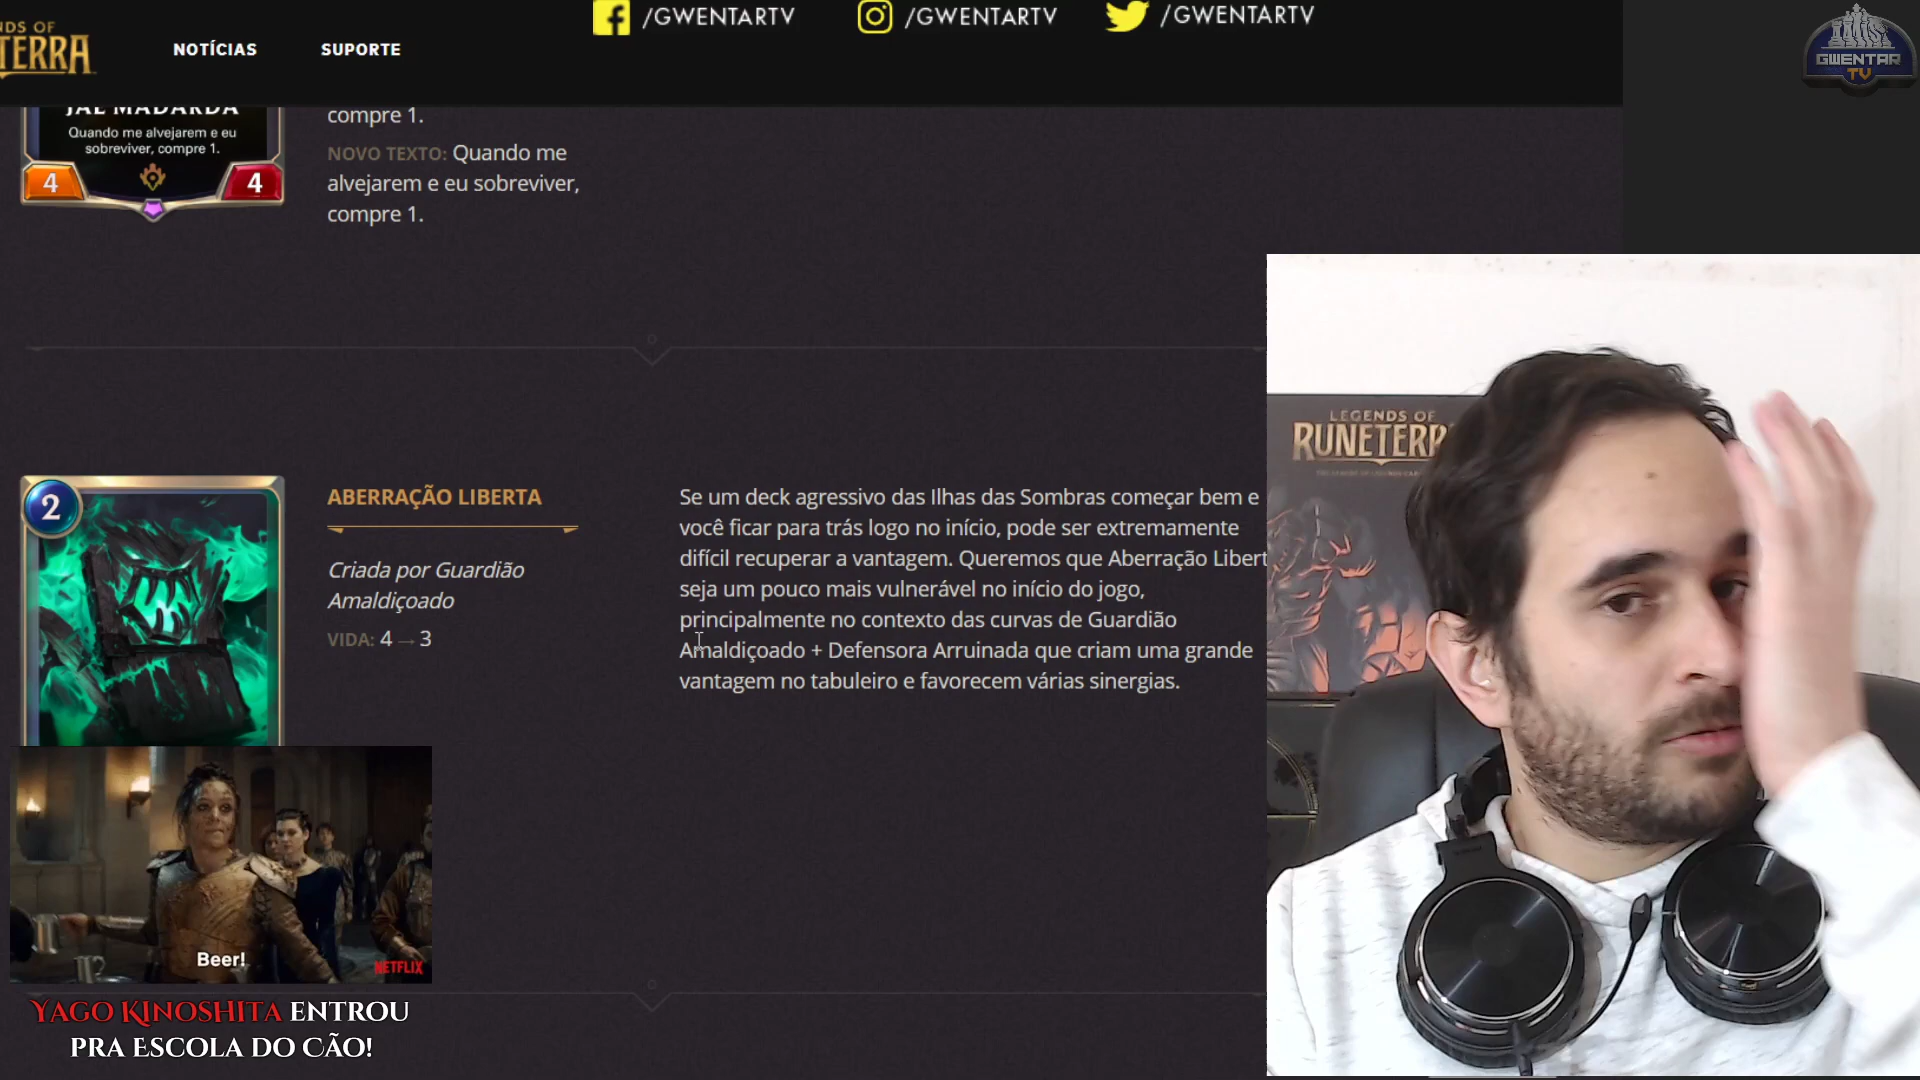 /GWENTARTV /GWENTARTV /GWENTARTV
NDS OF
TERRA
NOTÍCIAS SUPORTE
GWENTAR
TV
JAE MADARDA
Quando me alvejarem e eu
sobreviver, compre 1.
4 4
compre 1.
NOVO TEXTO: Quando me
alvejarem e eu sobreviver,
compre 1.
2
ABERRAÇÃO LIBERTA
Criada por Guardião
Amaldiçoado
VIDA: 4 → 3
Se um deck agressivo das Ilhas das Sombras começar bem e
você ficar para trás logo no início, pode ser extremamente
difícil recuperar a vantagem. Queremos que Aberração Libert
seja um pouco mais vulnerável no início do jogo,
principalmente no contexto das curvas de Guardião
Amaldiçoado + Defensora Arruinada que criam uma grande
vantagem no tabuleiro e favorecem várias sinergias.
LEGENDS OF
RUNETERR
Beer!
NETFLIX
YAGO KINOSHITA ENTROU
PRA ESCOLA DO CÃO!